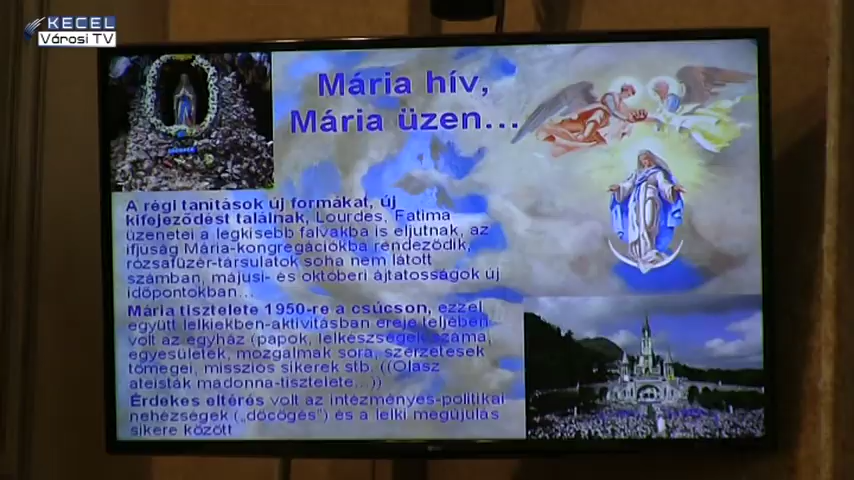 KECEL
Városi TV
Mária hív,
Mária üzen...
A régi tanítások új formákat, új
kifejeződést találnak, Lourdes, Fatima
üzenetei a legkisebb falvakba is eljutnak, az
ifjuság Mária-kongregációkba rendeződik,
rózsafüzér-társulatok soha nem látott
számban, májusi- és októberi ájtatosságok új
időpontokban...
Mária tisztelete 1950-re a csúcson, ezzel
együtt lelkiekben-aktivitásban ereje teljében
volt az egyház (papok, lelkészségek száma,
egyesületek, mozgalmak sora, szerzetesek
tömegei, missziós sikerek stb. ((Olasz
ateisták madonna-tisztelete...))
Érdekes eltérés volt az intézményes-politikai
nehézségek („döcögés") és a lelki megújulás
sikere között
LG